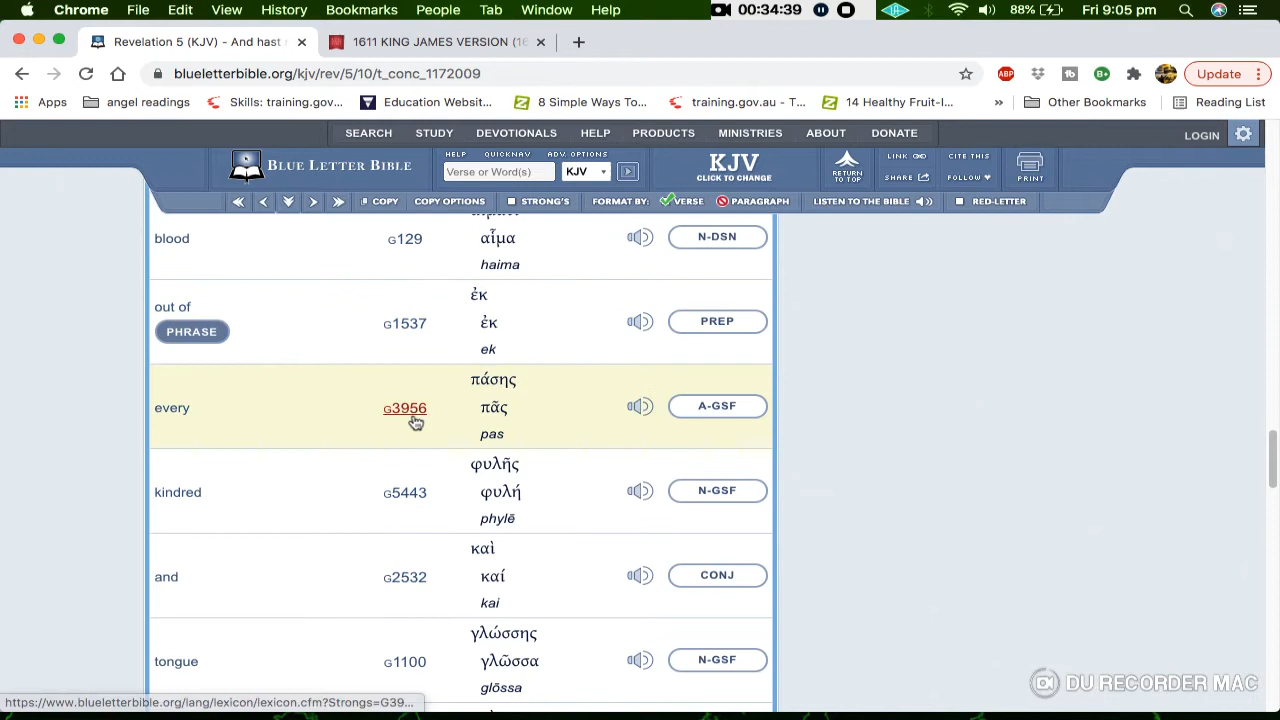 Chrome File Edit View History Bookmarks People Tab Window Help 00:34:39 88% Fri 9:05 pm
Revelation 5 (KJV) - And hast m × 1611 KING JAMES VERSION (16 × +
blueletterbible.org/kjv/rev/5/10/t_conc_1172009 ABP Update
Apps angel readings Skills: training.gov... Education Websit... 8 Simple Ways To... training.gov.au - T... 14 Healthy Fruit-I... » Other Bookmarks Reading List
SEARCH STUDY DEVOTIONALS HELP PRODUCTS MINISTRIES ABOUT DONATE LOGIN
HELP QUICKNAV ADV. OPTIONS
BLUE LETTER BIBLE Verse or Word(s) KJV
KJV
CLICK TO CHANGE
RETURN TO TOP
LINK CITE THIS
SHARE FOLLOW PRINT
COPY COPY OPTIONS STRONG'S FORMAT BY: VERSE PARAGRAPH LISTEN TO THE BIBLE RED-LETTER
blood G129 αἷμα N-DSN
haima
ἐκ
out of G1537 ἐκ PREP
PHRASE
ek
πάσης
every G3956 πᾶς A-GSF
pas
φυλῆς
kindred G5443 φυλή N-GSF
phylē
καὶ
and G2532 καί CONJ
kai
γλώσσης
tongue G1100 γλῶσσα N-GSF
glōssa
https://www.blueletterbible.org/lang/lexicon/lexicon.cfm?Strongs=G39...
DU RECORDER MAC